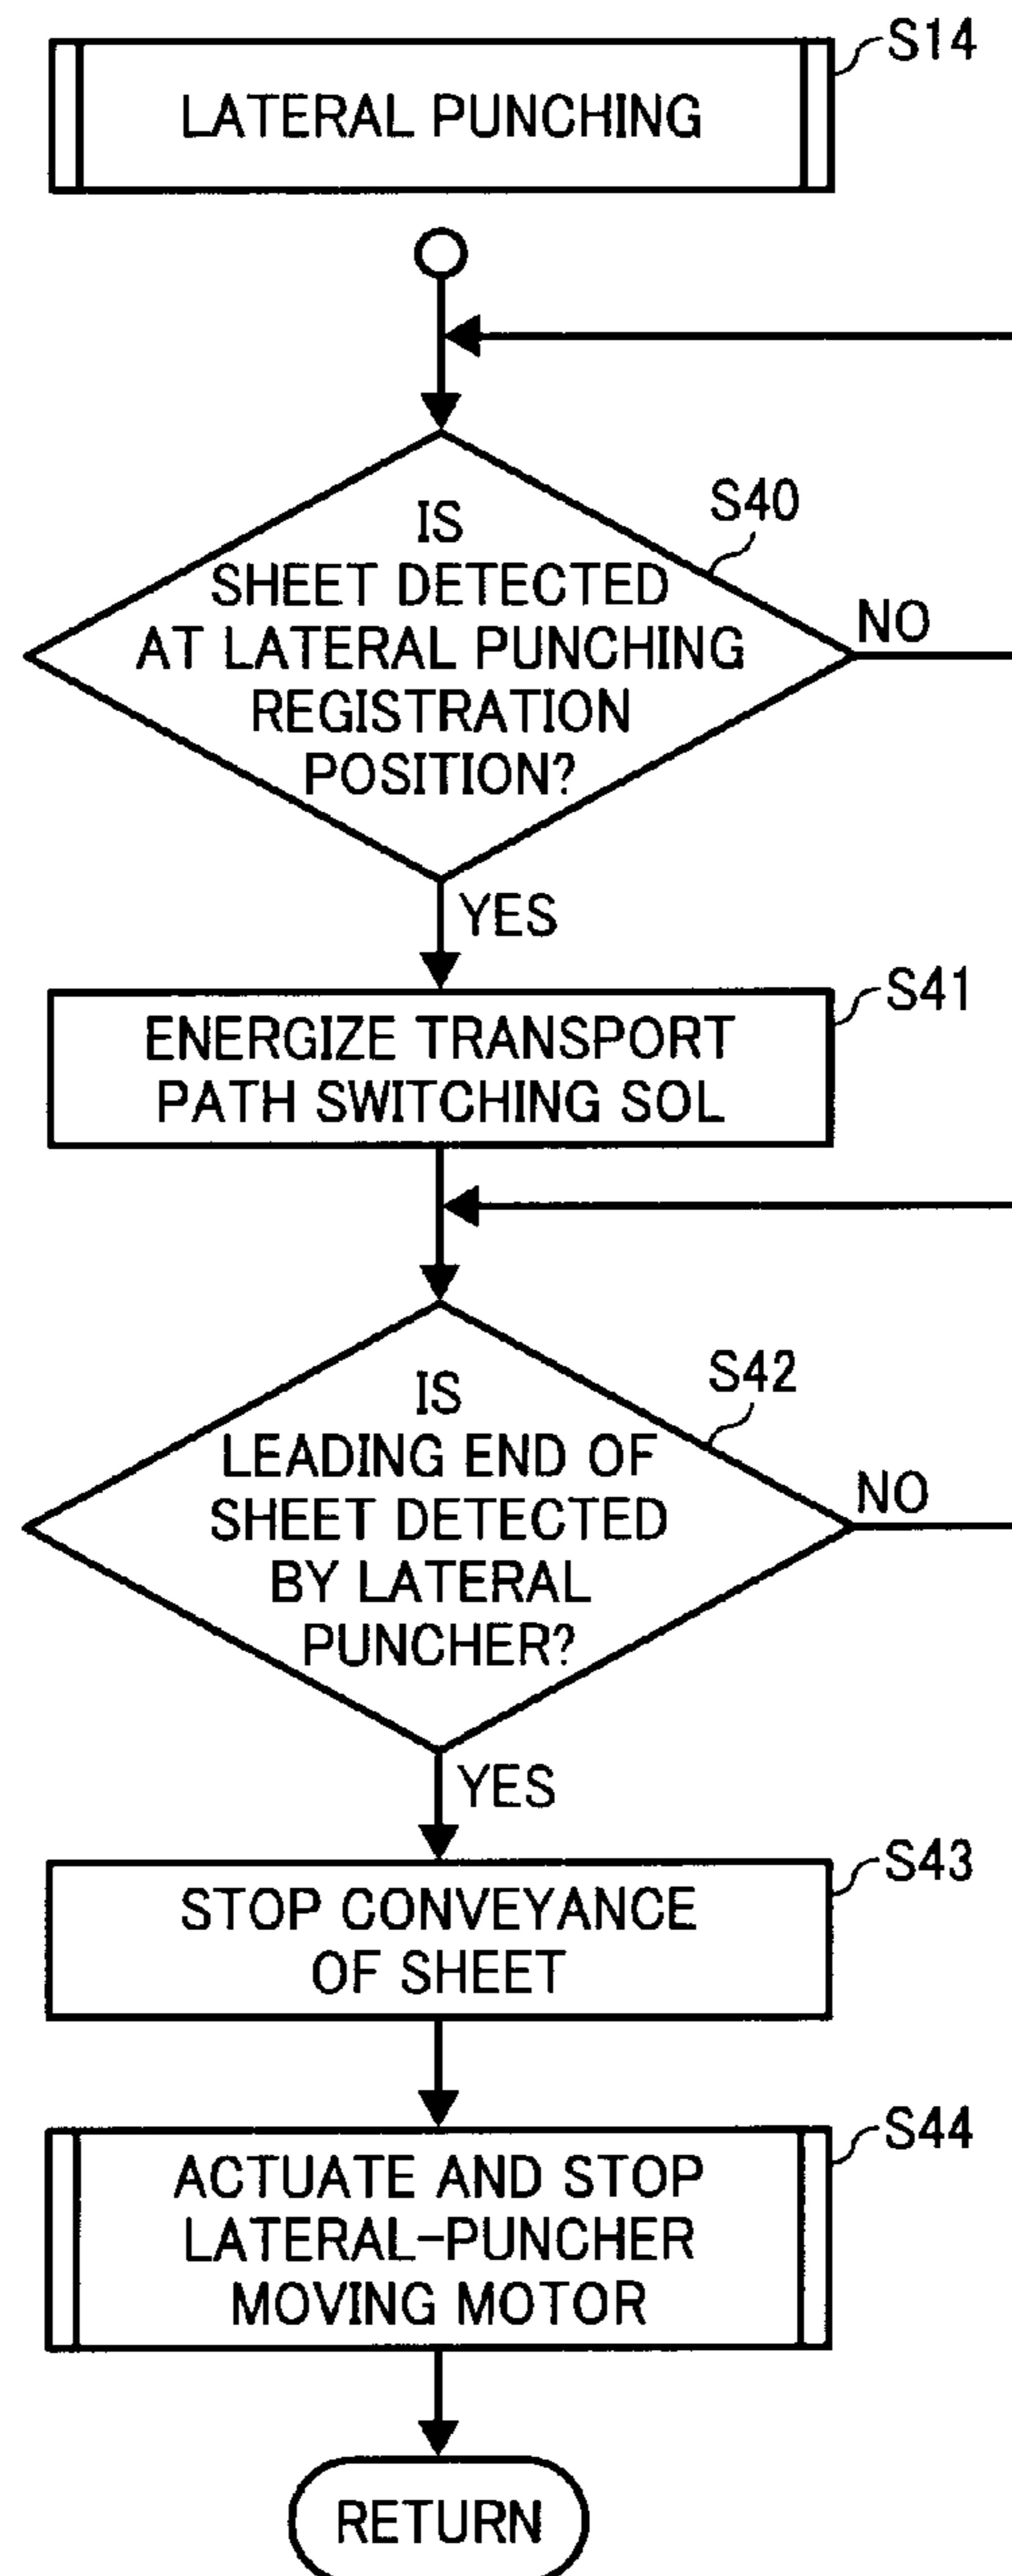 S14
LATERAL PUNCHING
S40
IS
SHEET DETECTED
AT LATERAL PUNCHING
REGISTRATION
POSITION?
NO
YES
S41
ENERGIZE TRANSPORT
PATH SWITCHING SOL
S42
IS
LEADING END OF
SHEET DETECTED
BY LATERAL
PUNCHER?
NO
YES
S43
STOP CONVEYANCE
OF SHEET
S44
ACTUATE AND STOP
LATERAL-PUNCHER
MOVING MOTOR
RETURN